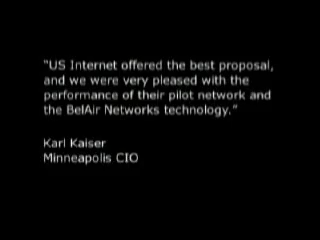 "US Internet offered the best proposal,
and we were very pleased with the
performance of their pilot network and
the BelAir Networks technology."
Karl Kaiser
Minneapolis CIO